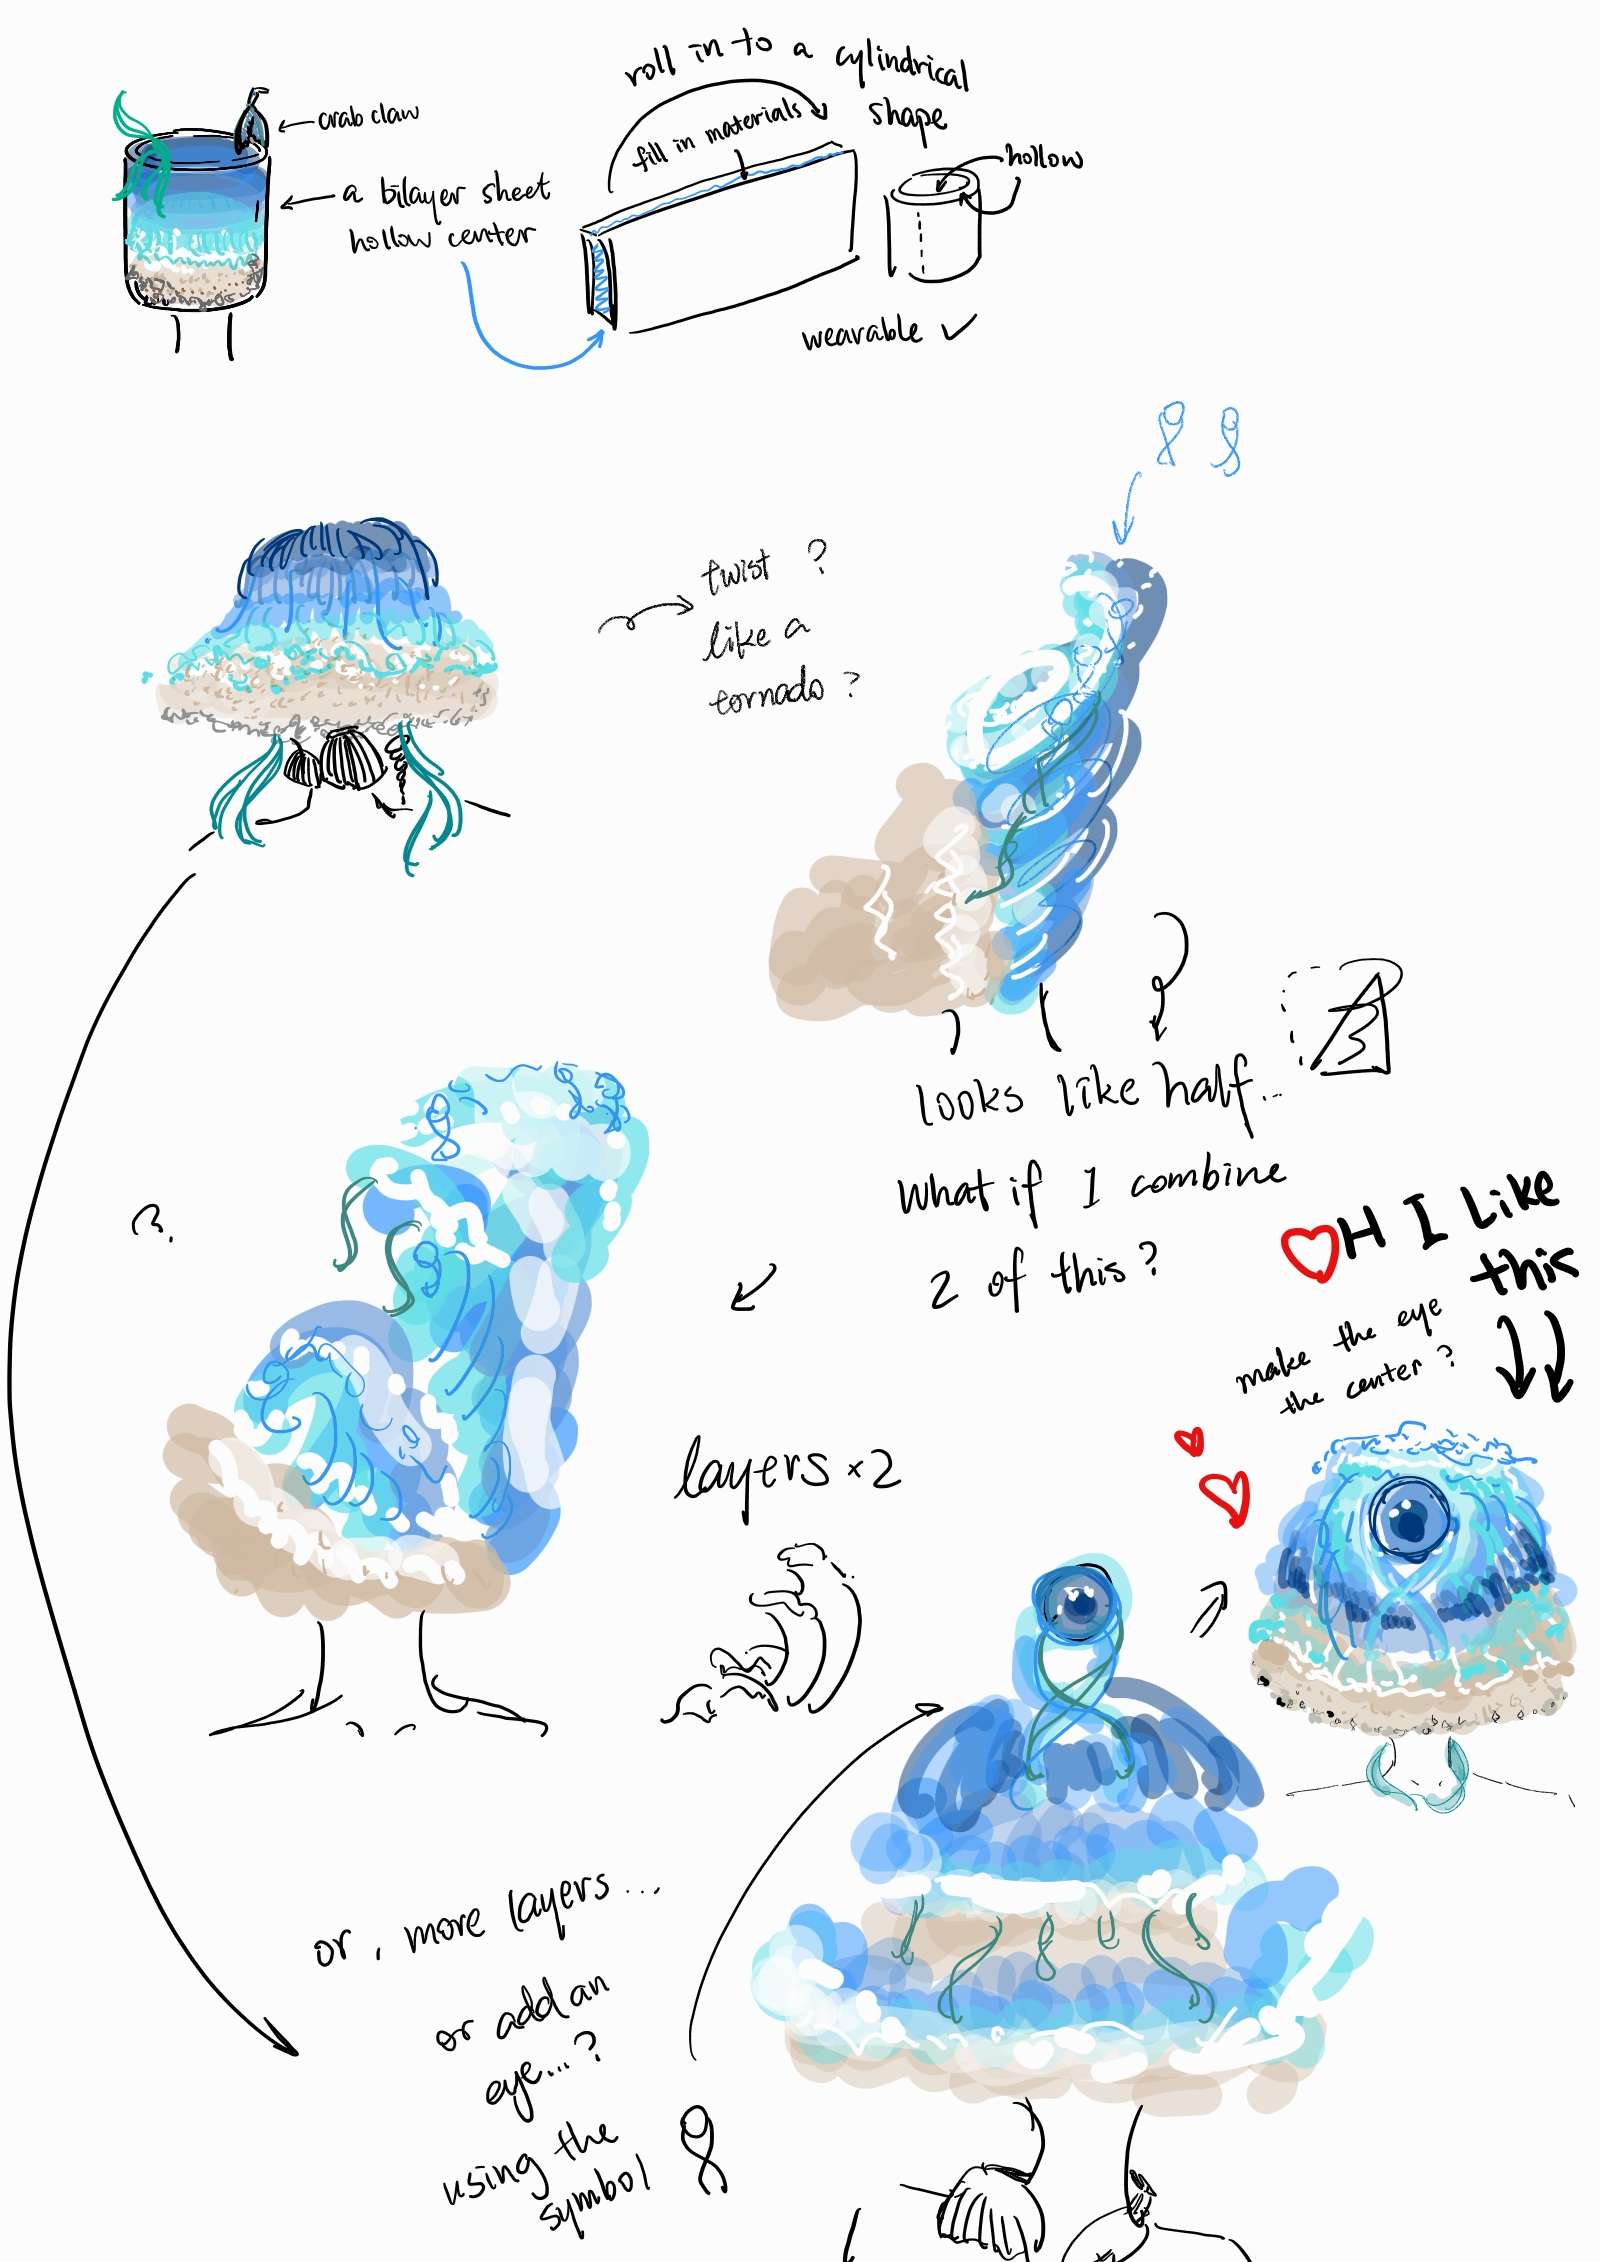 roll in to a cylindrical
shape
fill in materials
crab claw
a bilayer sheet
hollow center
hollow
wearable ✓
twist ?
like a
tornado ?
looks like half...
what if I combine
2 of this ?
OH I Like
this
make the eye
the center ?
?
layers ×2
or, more layers...
or add an
eye...?
using the
symbol